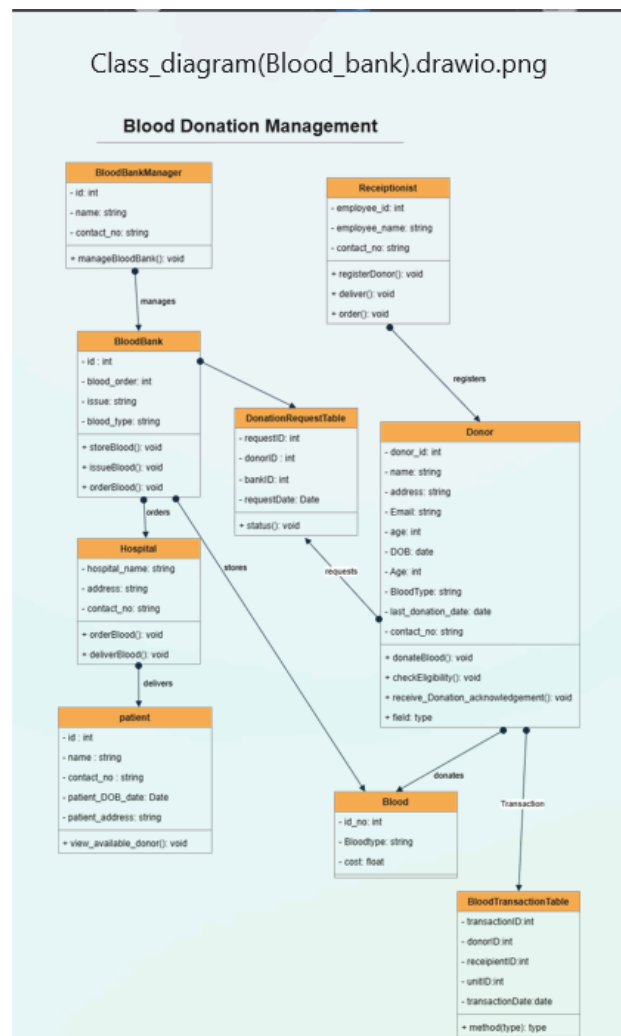 Class_diagram(Blood_bank).drawio.png
Blood Donation Management
BloodBankManager
- id: int
- name: string
- contact_no: string
+ manageBloodBank(): void
manages
Receiptionist
- employee_id: int
- employee_name: string
- contact_no: string
+ registerDonor(): void
+ deliver(): void
+ order(): void
registers
BloodBank
- id : int
- blood_order: int
- issue: string
- blood_type: string
+ storeBlood(): void
+ issueBlood(): void
+ orderBlood(): void
orders
stores
DonationRequestTable
- requestID: int
- donorID : int
- bankID: int
- requestDate: Date
+ status(): void
requests
Donor
- donor_id: int
- name: string
- address: string
- Email: string
- age: int
- DOB: date
- Age: int
- BloodType: string
- last_donation_date: date
- contact_no: string
+ donateBlood(): void
+ checkEligibility(): void
+ receive_Donation_acknowledgement(): void
+ field: type
Hospital
- hospital_name: string
- address: string
- contact_no: string
+ orderBlood(): void
+ deliverBlood(): void
delivers
patient
- id : int
- name : string
- contact_no : string
- patient_DOB_date: Date
- patient_address: string
+ view_available_donor(): void
donates
Transaction
Blood
- id_no: int
- Bloodtype: string
- cost: float
BloodTransactionTable
- transactionID:int
- donorID:int
- receipientID:int
- unitID:int
- transactionDate:date
+ method(type): type